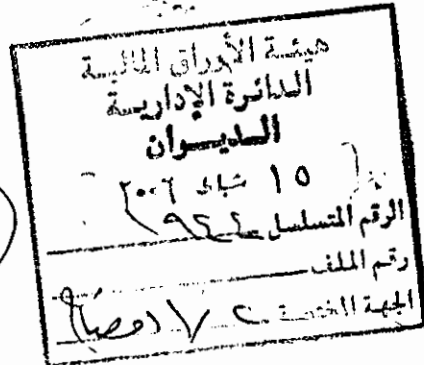 هيئة الأوراق المالية
الدائرة الإدارية
الديوان
١٥ شباط ٢٠٠٦
الرقم المتسلسل
رقم الملف
الجهة المختصة